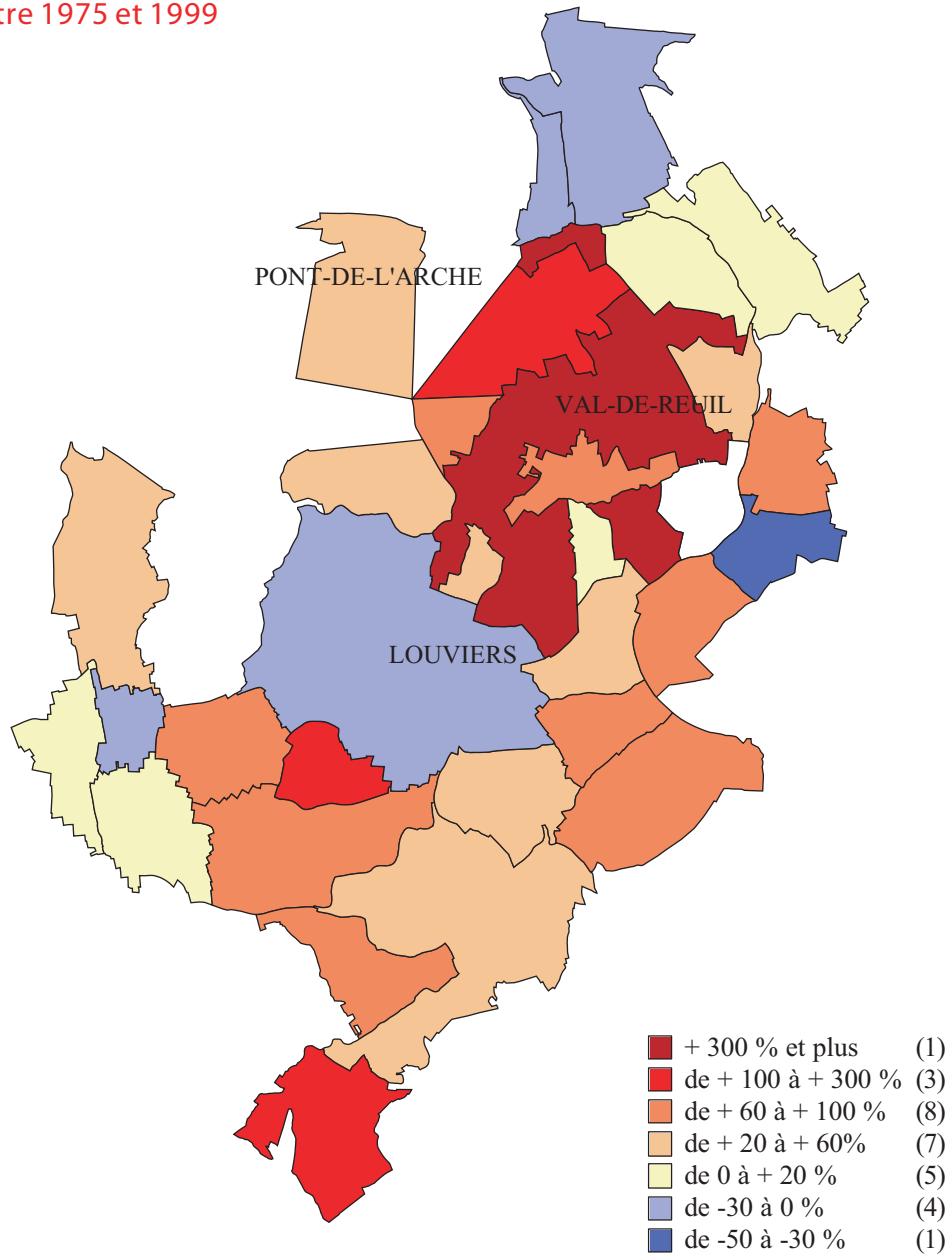 tre 1975 et 1999
PONT-DE-L'ARCHE
VAL-DE-REUIL
LOUVIERS
+ 300 % et plus (1)
de + 100 à + 300 % (3)
de + 60 à + 100 % (8)
de + 20 à + 60% (7)
de 0 à + 20 % (5)
de -30 à 0 % (4)
de -50 à -30 % (1)